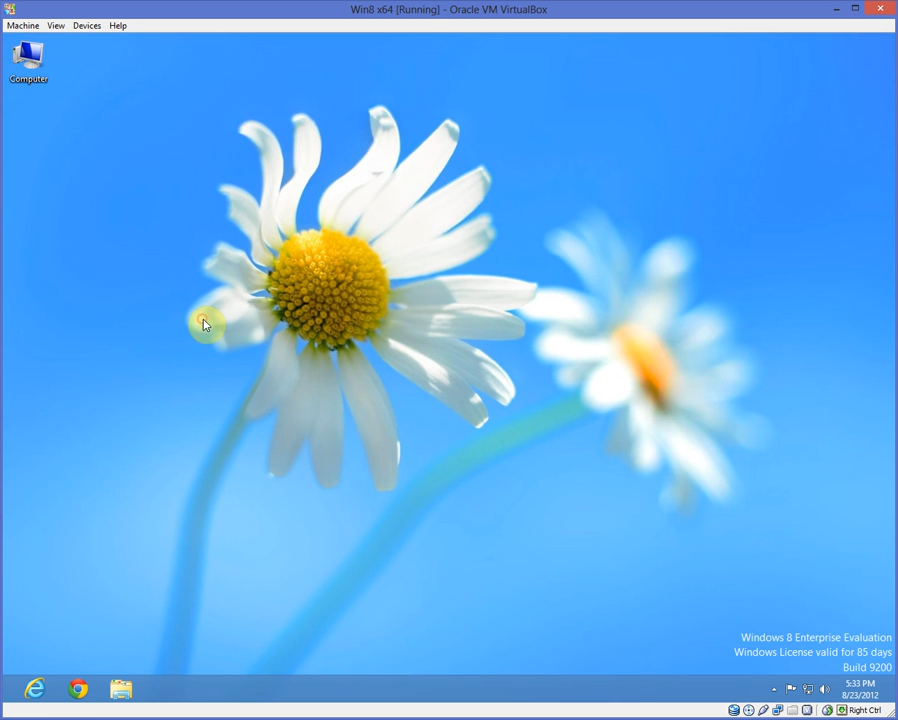 Win8 x64 [Running] - Oracle VM VirtualBox
Machine View Devices Help
Computer
Windows 8 Enterprise Evaluation
Windows License valid for 85 days
Build 9200
5:33 PM
8/23/2012
Right Ctrl